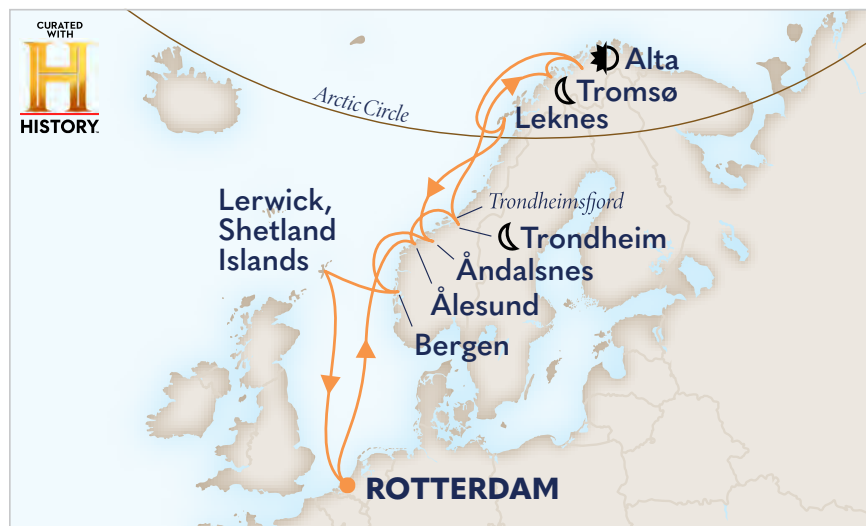 CURATED
WITH
H
HISTORY.
Arctic Circle
Alta
Tromsø
Leknes
Lerwick,
Shetland
Islands
Trondheimsfjord
Trondheim
Åndalsnes
Ålesund
Bergen
ROTTERDAM